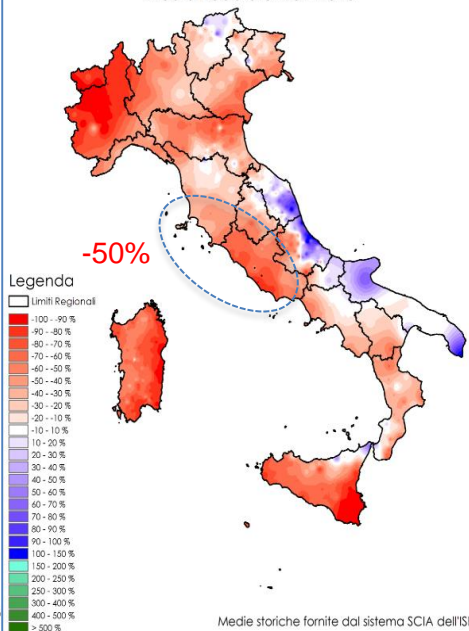 -50%
Legenda
Limiti Regionali
-100 - -90 %
-90 - -80 %
-80 - -70 %
-70 - -60 %
-60 - -50 %
-50 - -40 %
-40 - -30 %
-30 - -20 %
-20 - -10 %
-10 - 10 %
10 - 20 %
20 - 30 %
30 - 40 %
40 - 50 %
50 - 60 %
70 - 80 %
80 - 90 %
90 - 100 %
100 - 150 %
150 - 200 %
200 - 250 %
250 - 300 %
300 - 400 %
400 - 500 %
> 500 %
Medie storiche fornite dal sistema SCIA dell'IS